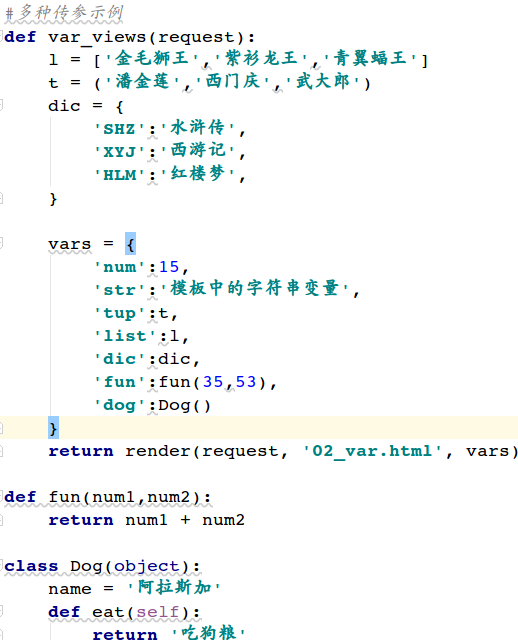 #多种传参示例
def var_views(request):
    l = ['金毛狮王','紫衫龙王','青翼蝠王']
    t = ('潘金莲','西门庆','武大郎')
    dic = {
        'SHZ':'水浒传',
        'XYJ':'西游记',
        'HLM':'红楼梦',
    }
    vars = {
        'num':15,
        'str':'模板中的字符串变量',
        'tup':t,
        'list':l,
        'dic':dic,
        'fun':fun(35,53),
        'dog':Dog()
    }
    return render(request, '02_var.html', vars)
def fun(num1,num2):
    return num1 + num2
class Dog(object):
    name = '阿拉斯加'
    def eat(self):
        return '吃狗粮'